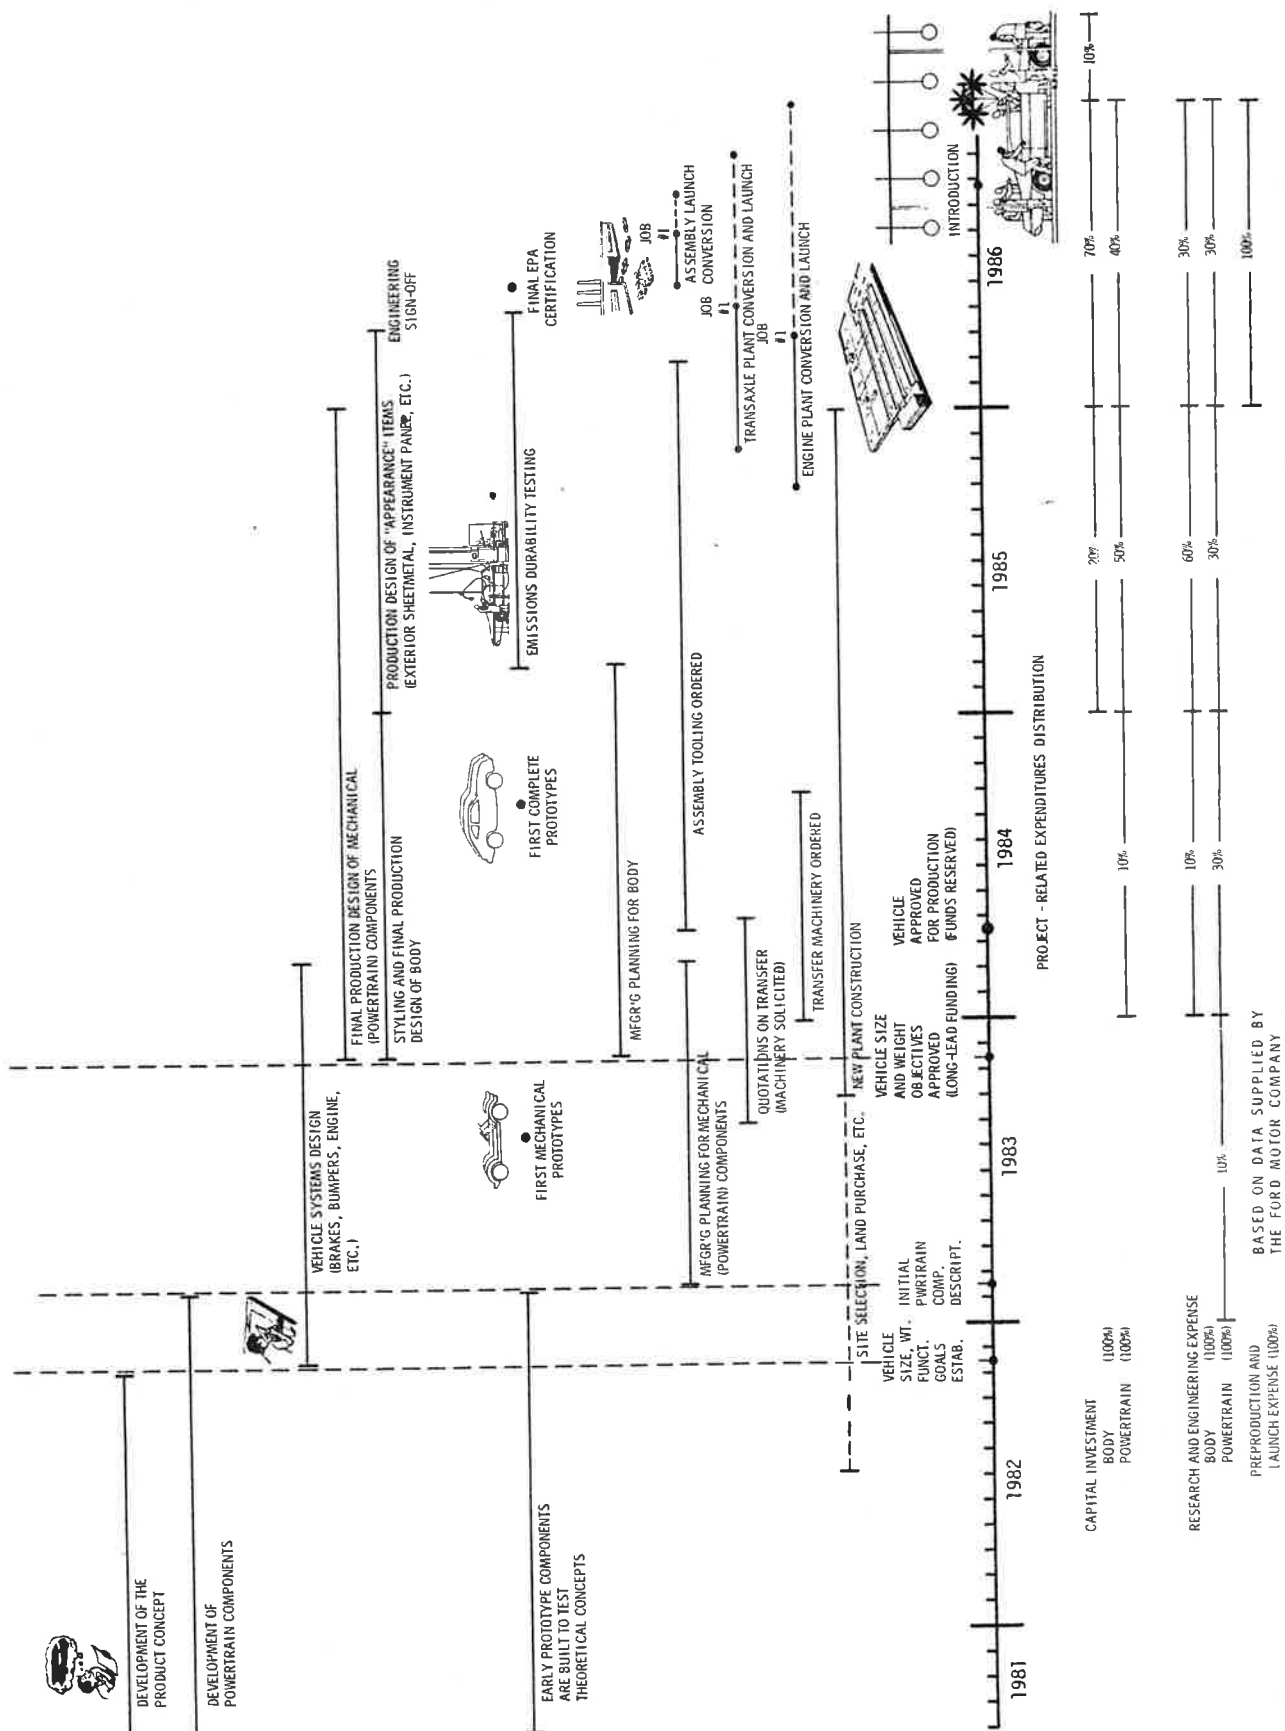 DEVELOPMENT OF THE
PRODUCT CONCEPT
DEVELOPMENT OF
POWERTRAIN COMPONENTS
VEHICLE SYSTEMS DESIGN
(BRAKES, BUMPERS, ENGINE,
ETC.)
FINAL PRODUCTION DESIGN OF MECHANICAL
(POWERTRAIN) COMPONENTS
STYLING AND FINAL PRODUCTION
DESIGN OF BODY
PRODUCTION DESIGN OF "APPEARANCE" ITEMS
(EXTERIOR SHEETMETAL, INSTRUMENT PANEL, ETC.)
ENGINEERING
SIGN-OFF
EARLY PROTOTYPE COMPONENTS
ARE BUILT TO TEST
THEORETICAL CONCEPTS
FIRST MECHANICAL
PROTOTYPES
FIRST COMPLETE
PROTOTYPES
EMISSIONS DURABILITY TESTING
FINAL EPA
CERTIFICATION
MFGR'G PLANNING FOR BODY
MFGR'G PLANNING FOR MECHANICAL
(POWERTRAIN) COMPONENTS
ASSEMBLY TOOLING ORDERED
JOB
#1
ASSEMBLY LAUNCH
CONVERSION
QUOTATIONS ON TRANSFER
(MACHINERY SOLICITED)
JOB
#1
TRANSAXLE PLANT CONVERSION AND LAUNCH
TRANSFER MACHINERY ORDERED
JOB
#1
ENGINE PLANT CONVERSION AND LAUNCH
SITE SELECTION, LAND PURCHASE, ETC.
NEW PLANT CONSTRUCTION
VEHICLE
SIZE, WT.
FUNCT.
GOALS
ESTAB.
INITIAL
PWRTRAIN
COMP.
DESCRIPT.
VEHICLE SIZE
AND WEIGHT
OBJECTIVES
APPROVED
(LONG-LEAD FUNDING)
VEHICLE
APPROVED
FOR PRODUCTION
(FUNDS RESERVED)
INTRODUCTION
1981 1982 1983 1984 1985 1986
PROJECT - RELATED EXPENDITURES DISTRIBUTION
CAPITAL INVESTMENT
BODY (100%) 20% 70% 10%
POWERTRAIN (100%) 10% 50% 40%
RESEARCH AND ENGINEERING EXPENSE
BODY (100%) 10% 60% 30%
POWERTRAIN (100%) 10% 30% 30% 30%
PREPRODUCTION AND
LAUNCH EXPENSE (100%) 100%
BASED ON DATA SUPPLIED BY
THE FORD MOTOR COMPANY